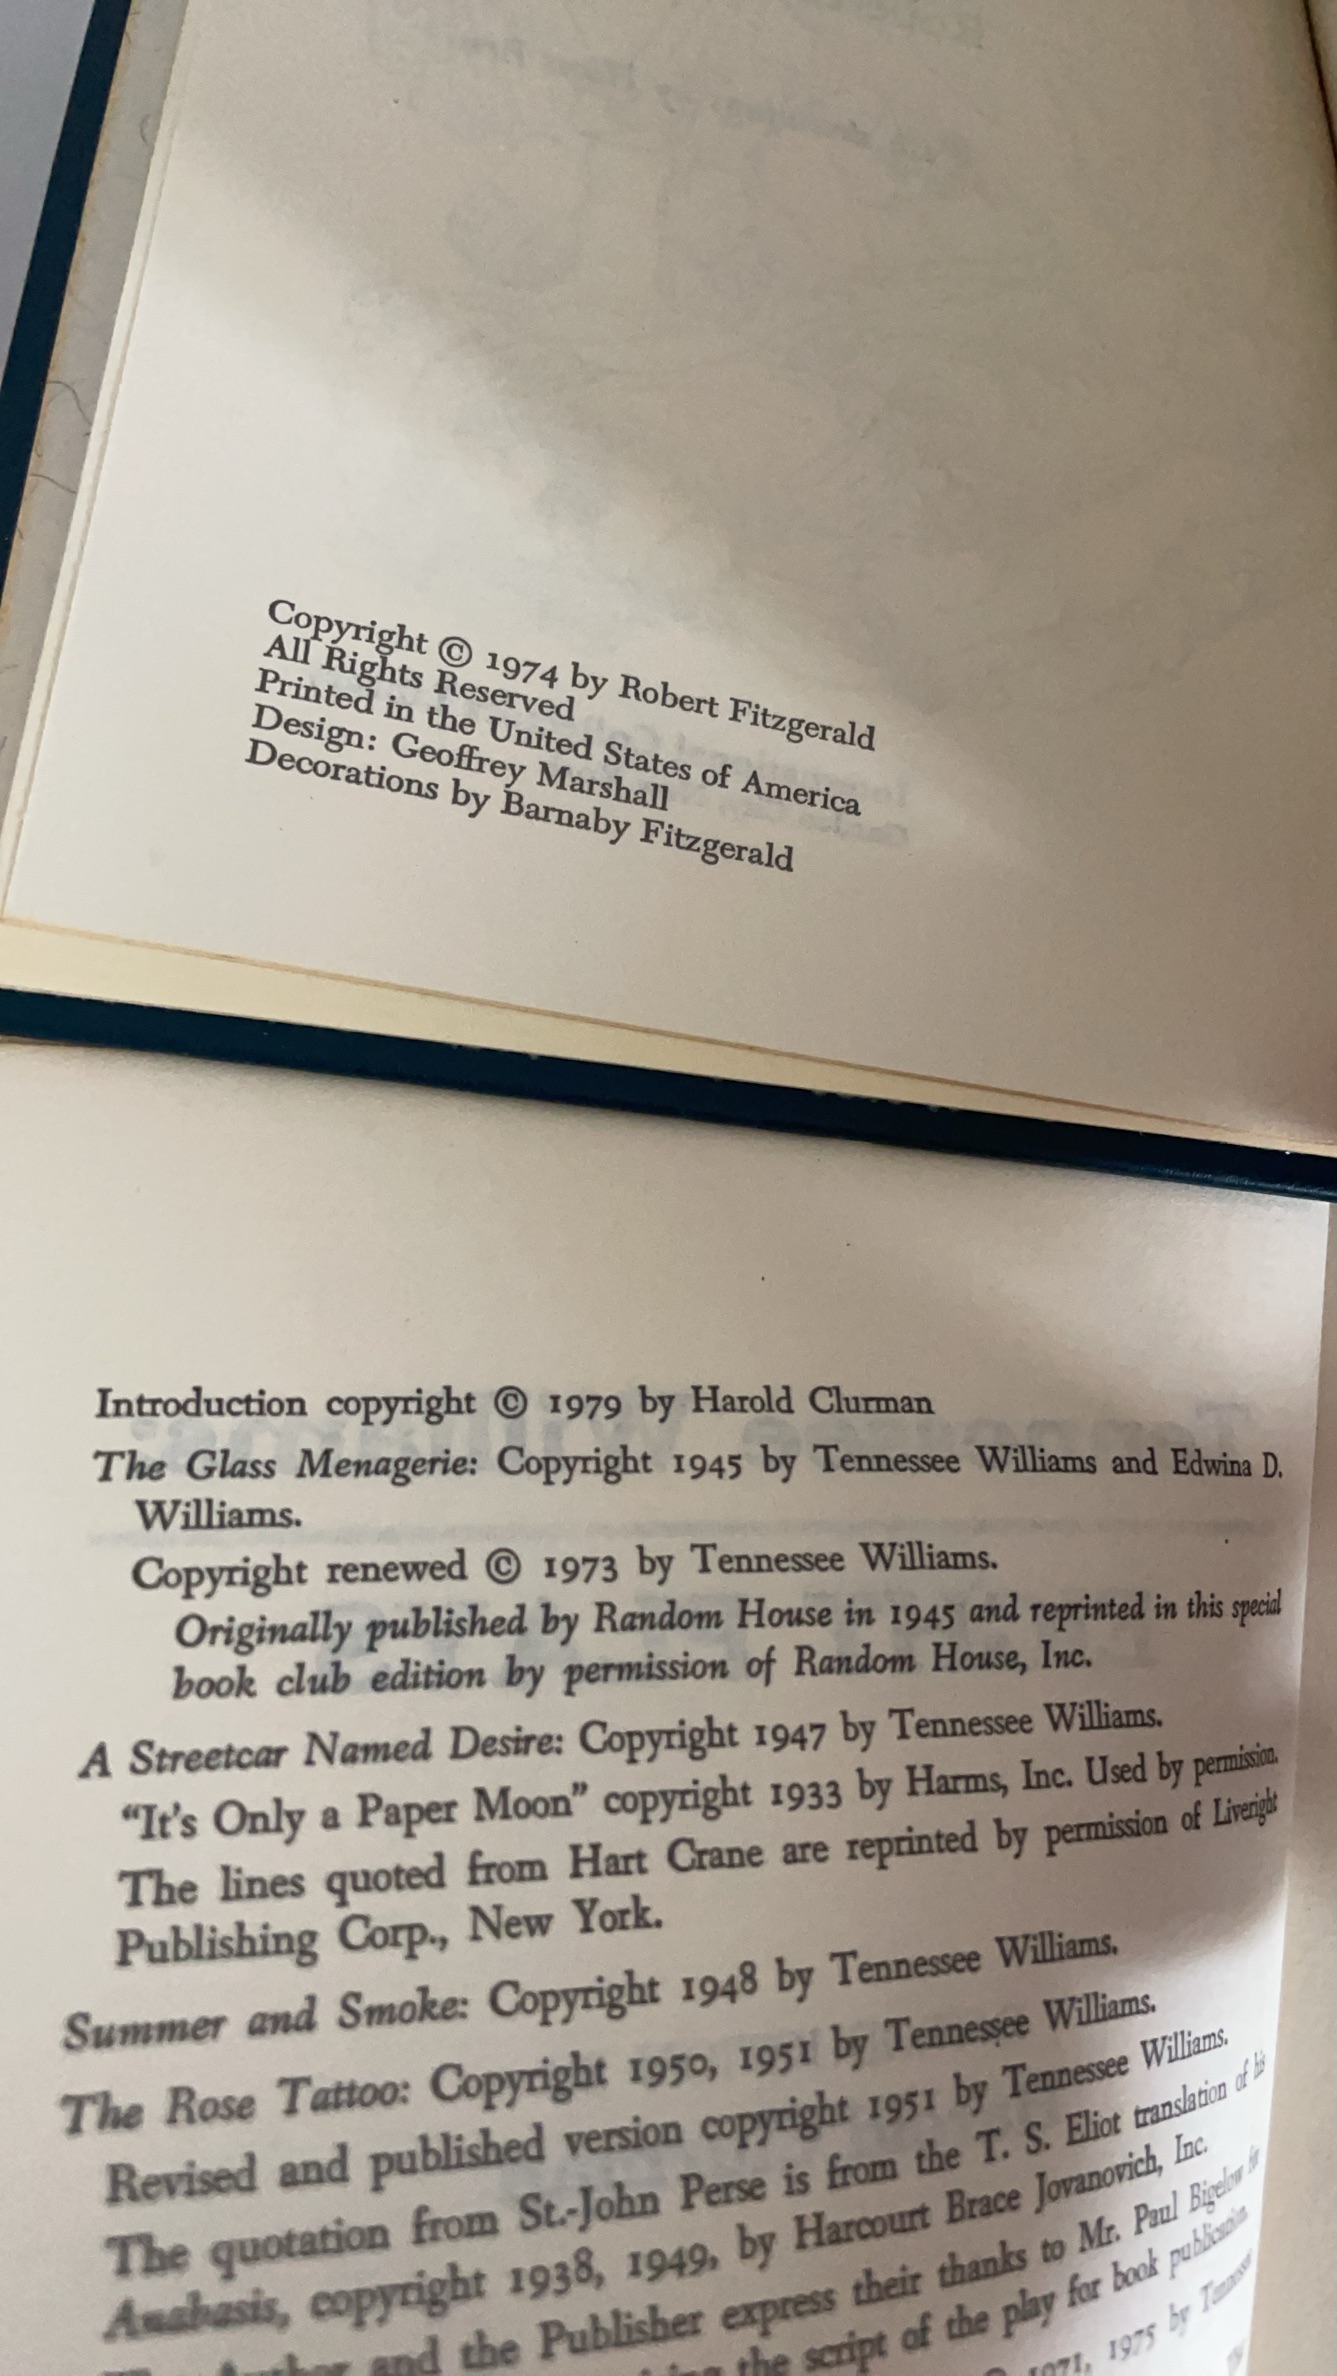 Copyright © 1974 by Robert Fitzgerald
All Rights Reserved
Printed in the United States of America
Design: Geoffrey Marshall
Decorations by Barnaby Fitzgerald
Introduction copyright © 1979 by Harold Clurman
The Glass Menagerie: Copyright 1945 by Tennessee Williams and Edwina D.
Williams.
Copyright renewed © 1973 by Tennessee Williams.
Originally published by Random House in 1945 and reprinted in this special
book club edition by permission of Random House, Inc.
A Streetcar Named Desire: Copyright 1947 by Tennessee Williams.
“It's Only a Paper Moon” copyright 1933 by Harms, Inc. Used by permission.
The lines quoted from Hart Crane are reprinted by permission of Liveright
Publishing Corp., New York.
Summer and Smoke: Copyright 1948 by Tennessee Williams.
The Rose Tattoo: Copyright 1950, 1951 by Tennessee Williams.
Revised and published version copyright 1951 by Tennessee Williams.
The quotation from St.-John Perse is from the T. S. Eliot translation of his
Anabasis, copyright 1938, 1949, by Harcourt Brace Jovanovich, Inc.
and the Publisher express their thanks to Mr. Paul Bigelow for
the script of the play for book publication.
1971, 1975 by Tennessee